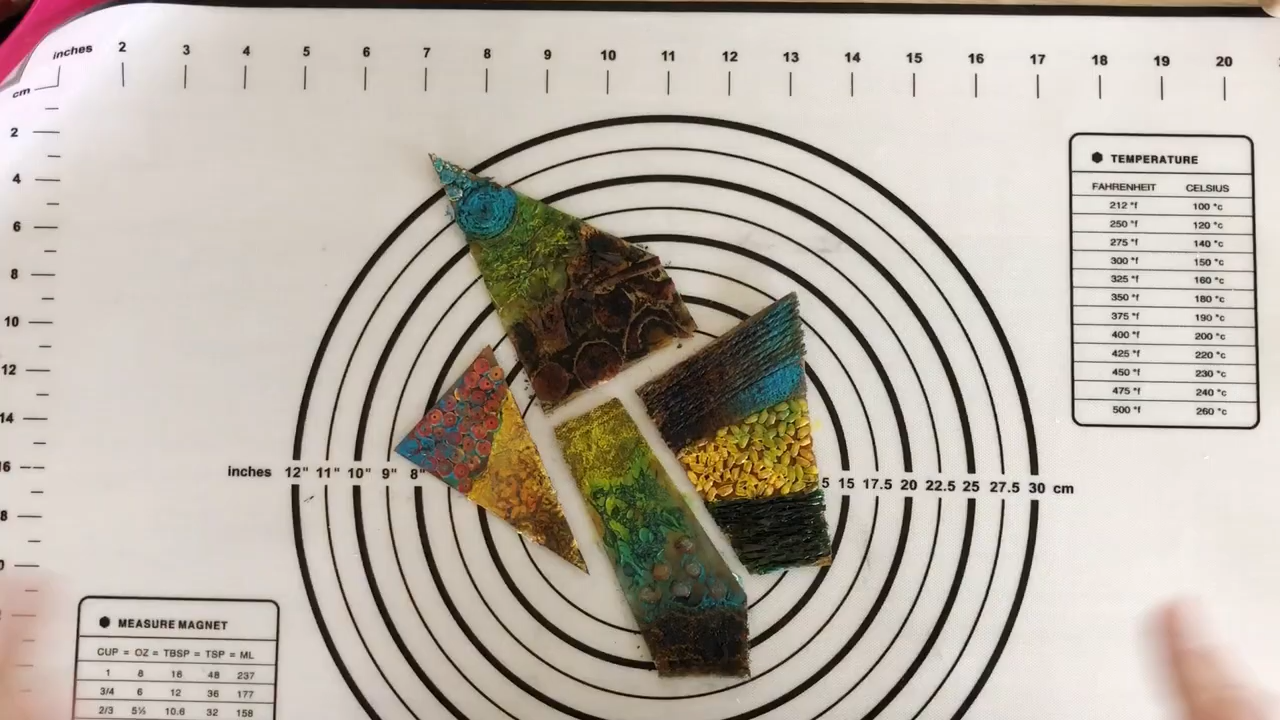 inches 2 3 4 5 6 7 8 9 10 11 12 13 14 15 16 17 18 19 20
cm
2
4
6
8
10
12
14
16
8
0
TEMPERATURE
FAHRENHEIT CELSIUS
212 °f 100 °c
250 °f 120 °c
275 °f 140 °c
300 °f 150 °c
325 °f 160 °c
350 °f 180 °c
375 °f 190 °c
400 °f 200 °c
425 °f 220 °c
450 °f 230 °c
475 °f 240 °c
500 °f 260 °c
inches 12" 11" 10" 9" 8" 5 15 17.5 20 22.5 25 27.5 30 cm
MEASURE MAGNET
CUP = OZ = TBSP = TSP = ML
1 8 16 48 237
3/4 6 12 36 177
2/3 5⅓ 10.6 32 158